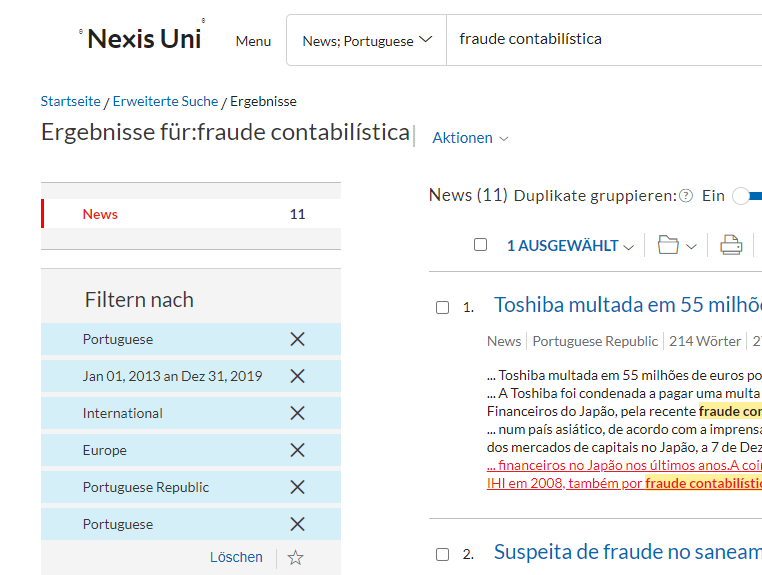 ® Nexis Uni ®
Menu
News; Portuguese
fraude contabilística
Startseite / Erweiterte Suche / Ergebnisse
Ergebnisse für:fraude contabilística
Aktionen
News 11
Filtern nach
Portuguese
Jan 01, 2013 an Dez 31, 2019
International
Europe
Portuguese Republic
Portuguese
Löschen
News (11) Duplikate gruppieren: ? Ein
1 AUSGEWÄHLT
1. Toshiba multada em 55 milhõ
News | Portuguese Republic | 214 Wörter |
... Toshiba multada em 55 milhões de euros po
... A Toshiba foi condenada a pagar uma multa
Financeiros do Japão, pela recente fraude con
... num país asiático, de acordo com a imprensa
dos mercados de capitais no Japão, a 7 de Dez
... financeiros no Japão nos últimos anos.A coi
IHI em 2008, também por fraude contabilístic
2. Suspeita de fraude no saneam